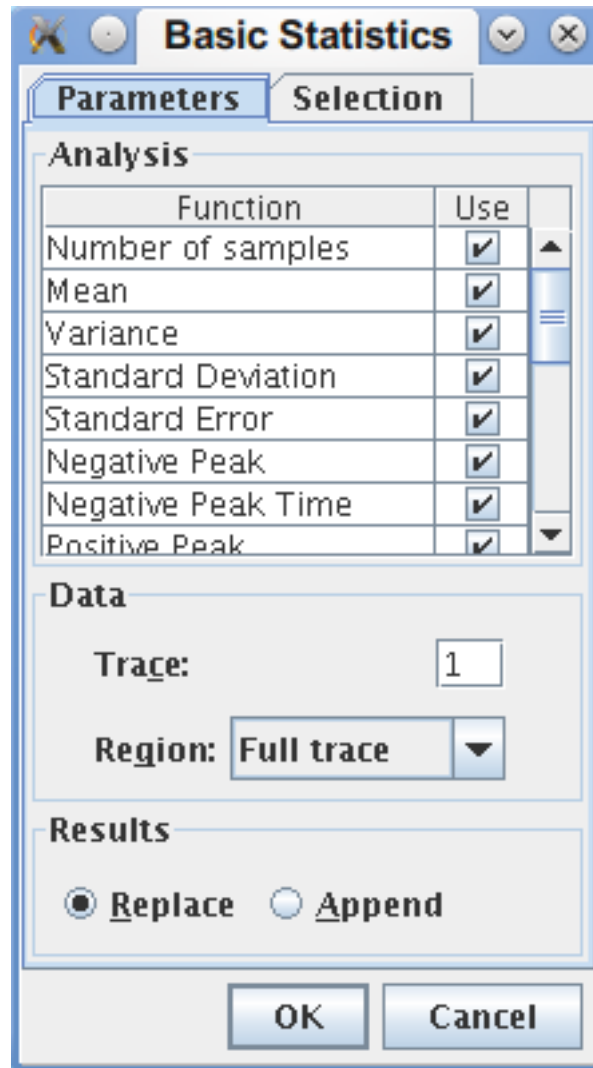 Basic Statistics
Parameters Selection
Analysis
Function Use
Number of samples
Mean
Variance
Standard Deviation
Standard Error
Negative Peak
Negative Peak Time
Positive Peak
Data
Trace: 1
Region: Full trace
Results
Replace Append
OK Cancel